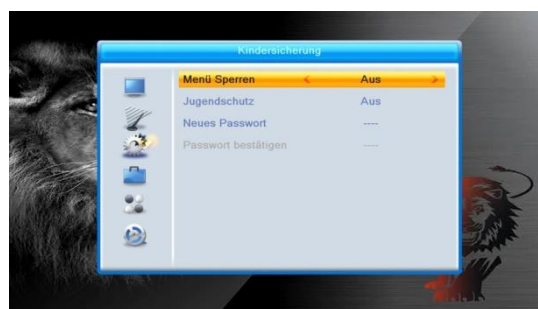 Kindersicherung
Menü Sperren Aus
Jugendschutz Aus
Neues Passwort ----
Passwort bestätigen ----